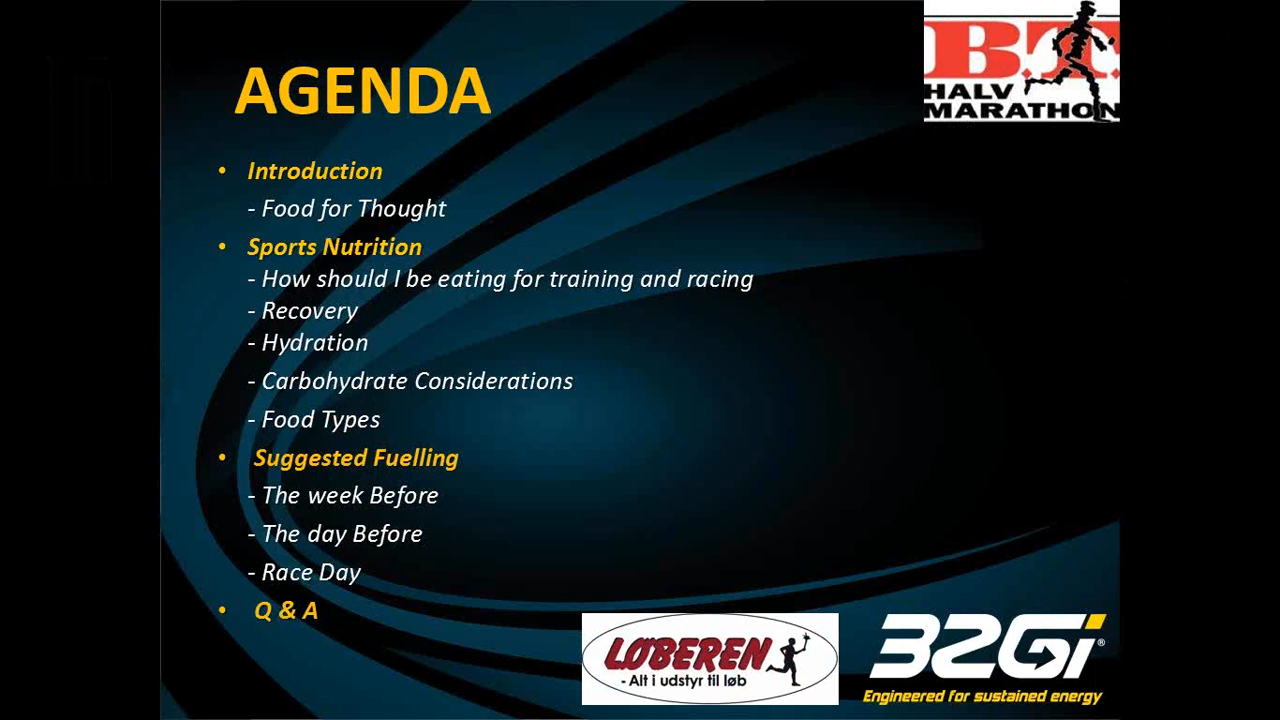 B.T.
HALV
MARATHON
AGENDA
• Introduction
- Food for Thought
• Sports Nutrition
- How should I be eating for training and racing
- Recovery
- Hydration
- Carbohydrate Considerations
- Food Types
• Suggested Fuelling
- The week Before
- The day Before
- Race Day
• Q & A
LØBEREN
- Alt i udstyr til løb
32Gi®
Engineered for sustained energy